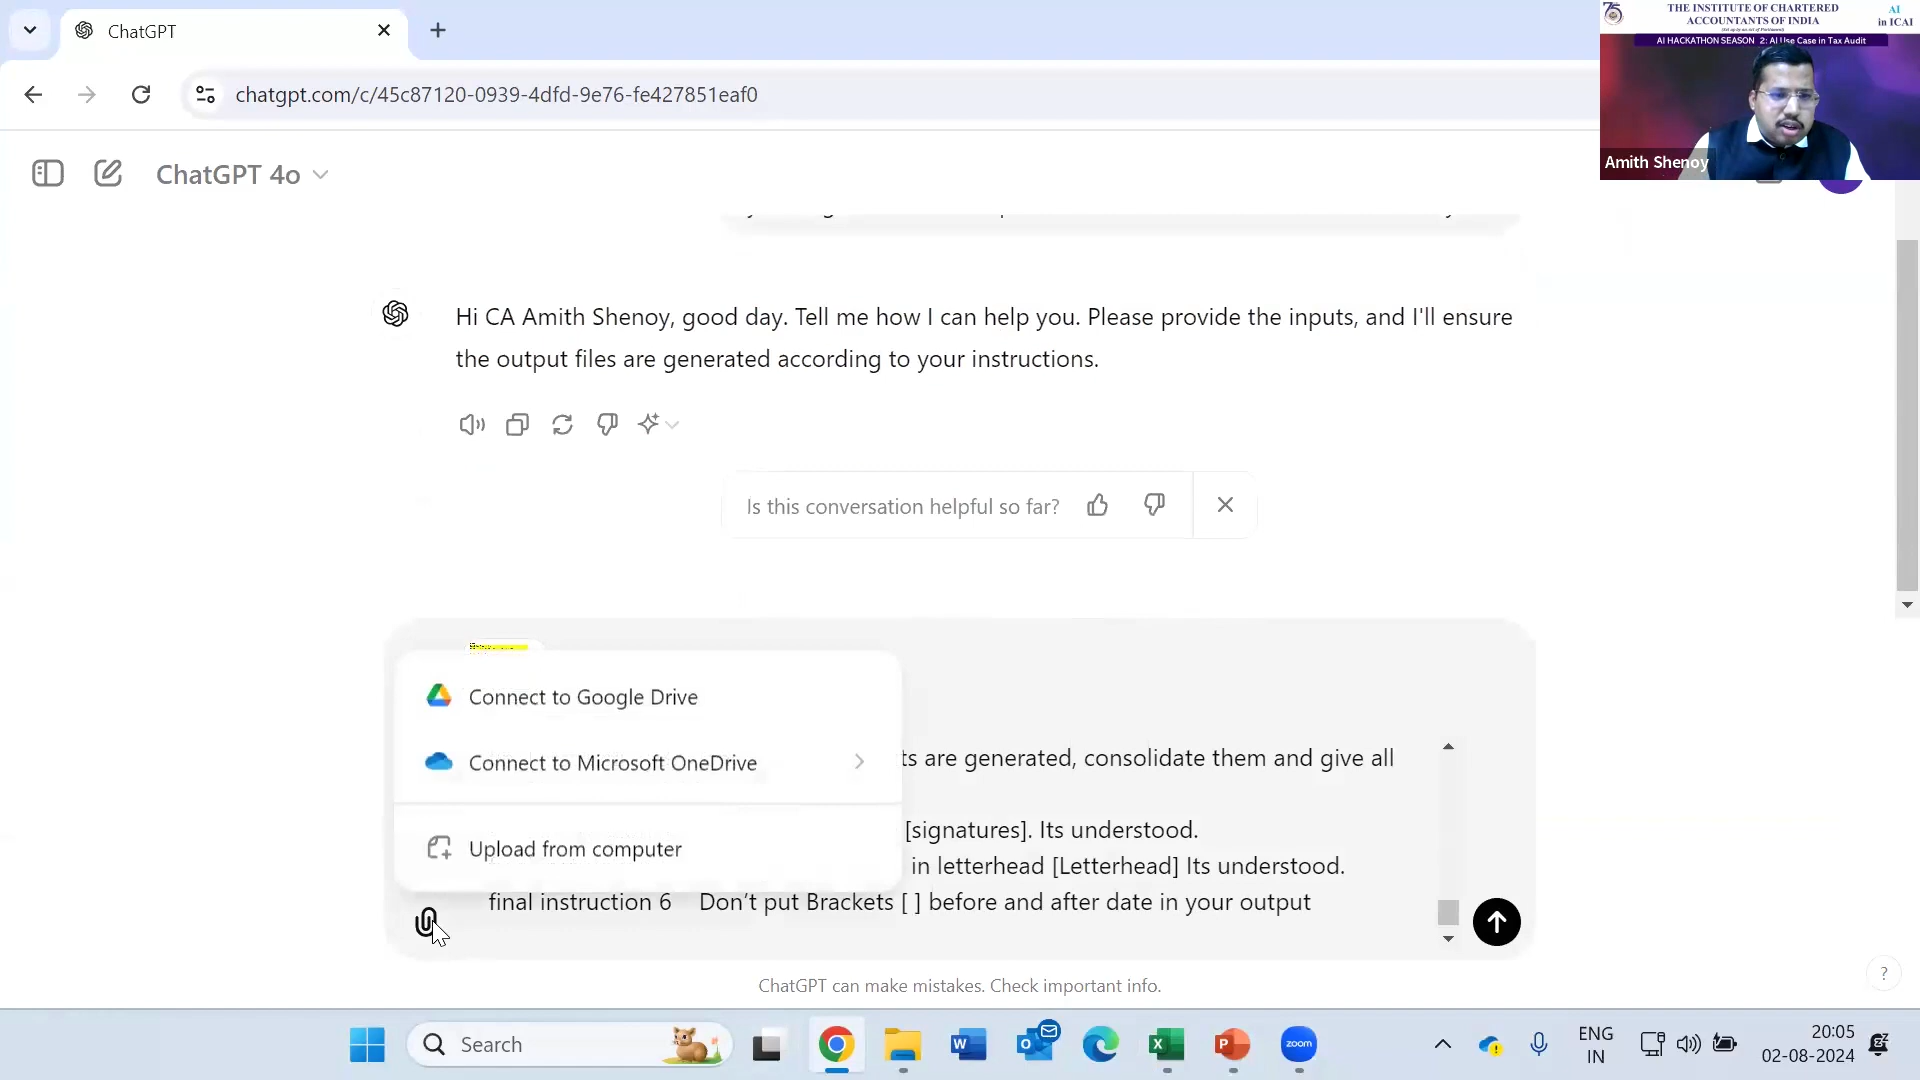 ChatGPT
chatgpt.com/c/45c87120-0939-4dfd-9e76-fe427851eaf0
THE INSTITUTE OF CHARTERED
ACCOUNTANTS OF INDIA
AI
in ICAI
AI HACKATHON SEASON 2: AI Use Case in Tax Audit
Amith Shenoy
ChatGPT 4o
Hi CA Amith Shenoy, good day. Tell me how I can help you. Please provide the inputs, and I'll ensure
the output files are generated according to your instructions.
Is this conversation helpful so far?
Connect to Google Drive
Connect to Microsoft OneDrive
Upload from computer
ts are generated, consolidate them and give all
[signatures]. Its understood.
in letterhead [Letterhead] Its understood.
final instruction 6 Don’t put Brackets [ ] before and after date in your output
ChatGPT can make mistakes. Check important info.
?
Search
zoom
ENG
IN
20:05
02-08-2024